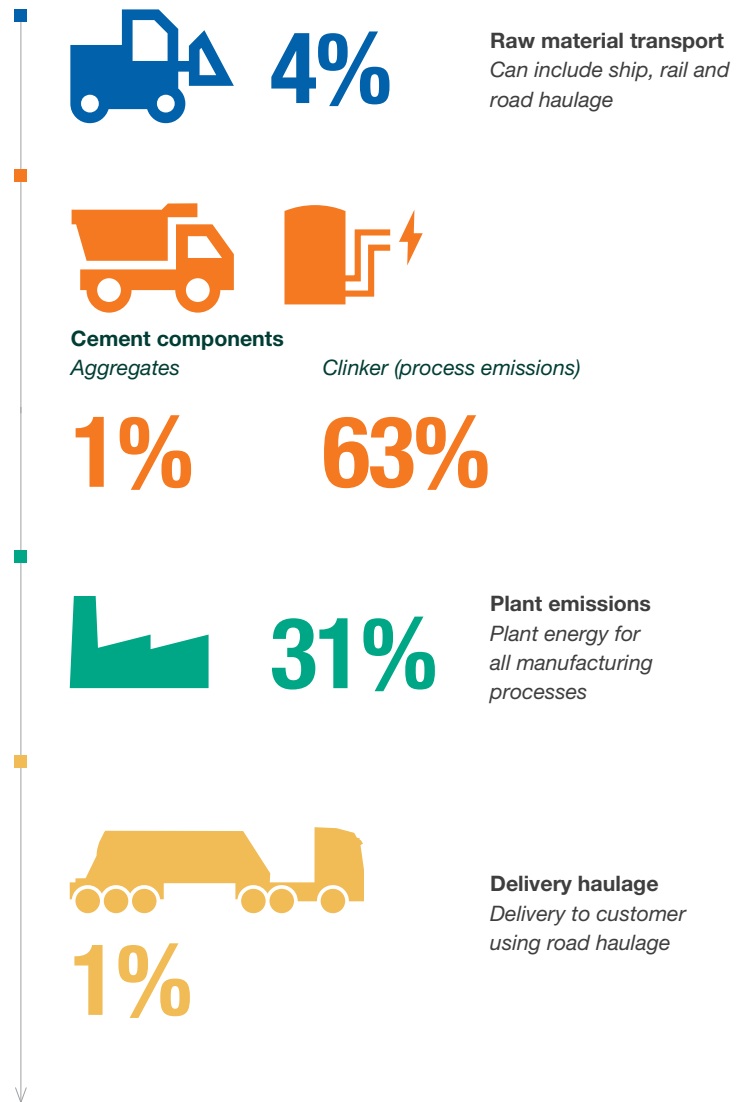 4%
Raw material transport
Can include ship, rail and
road haulage
Cement components
Aggregates
Clinker (process emissions)
1%
63%
31%
Plant emissions
Plant energy for
all manufacturing
processes
Delivery haulage
Delivery to customer
using road haulage
1%